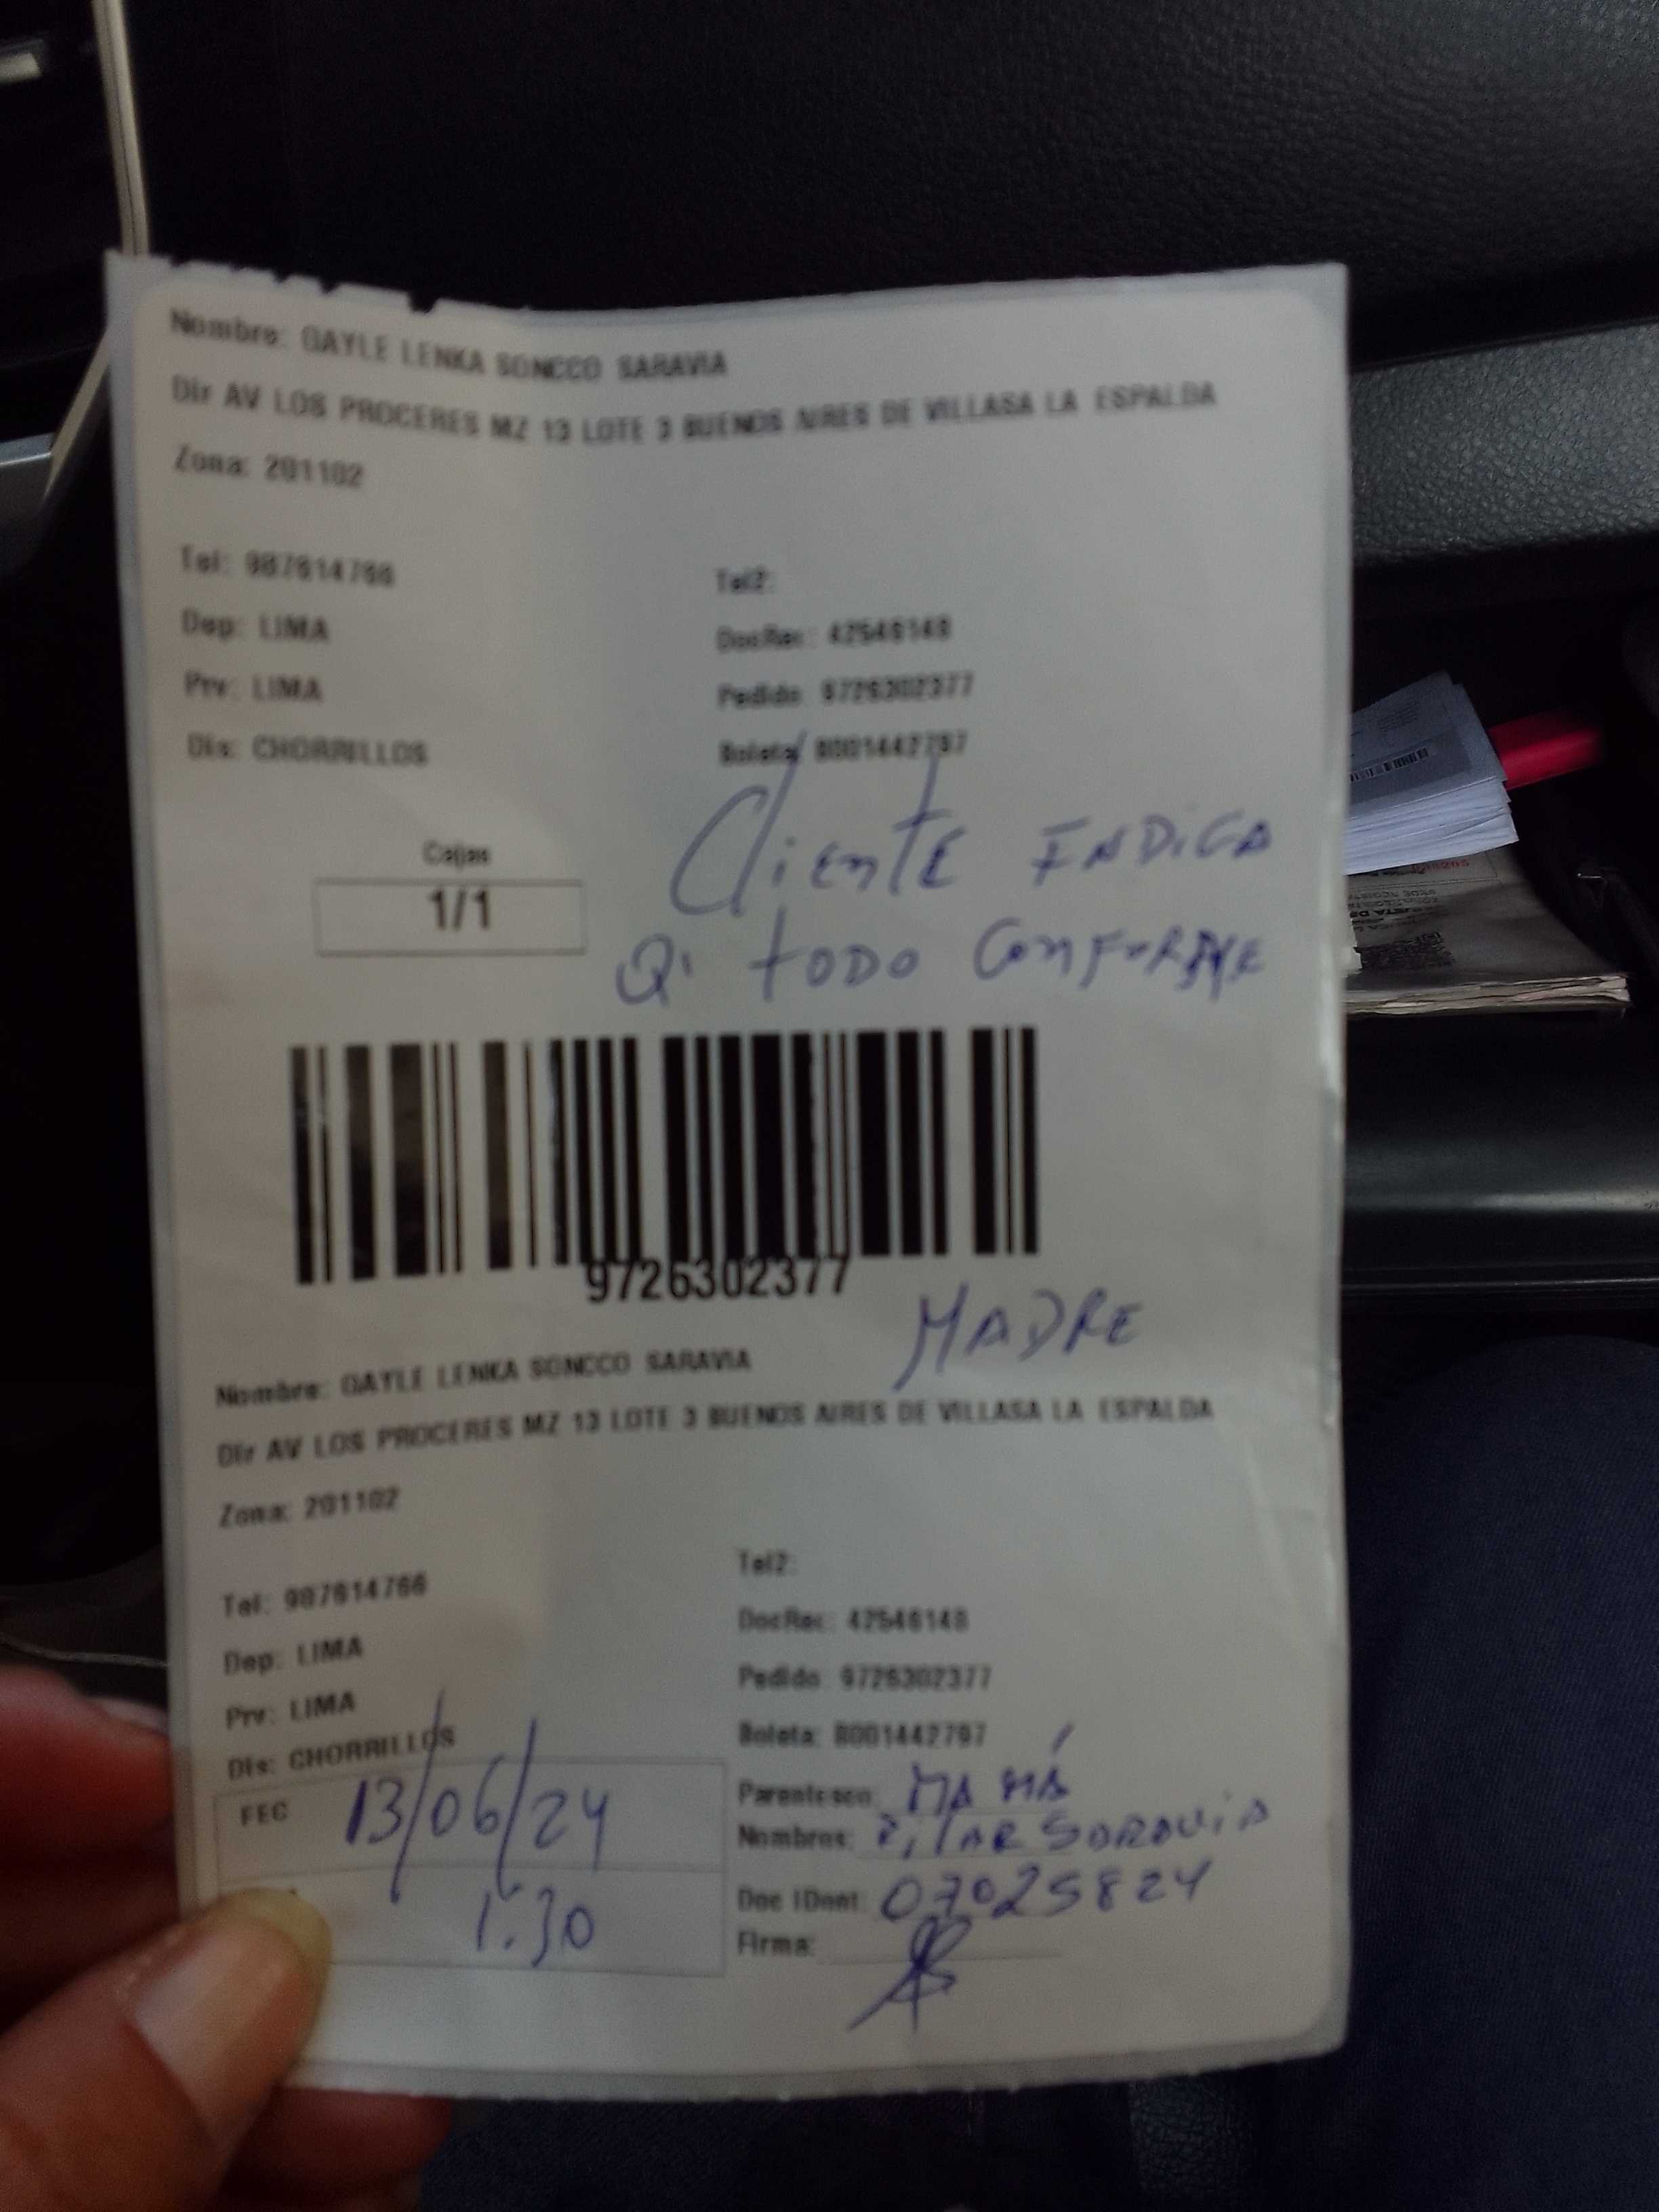 Nombre: GAYLE LENKA SONCCO SARAVIA
Dir AV LOS PROCERES MZ 13 LOTE 3 BUENOS AIRES DE VILLASA LA ESPALDA
Zona: 201102
Tel: 987614766 Tel2:
Dep: LIMA DocRec: 42546148
Prv: LIMA Pedido: 9726302377
Dis: CHORRILLOS Boleta: B001442797
Cliente INDICA
Cajas
1/1
Q' todo Conforme
9726302377
MADRE
Nombre: GAYLE LENKA SONCCO SARAVIA
Dir AV LOS PROCERES MZ 13 LOTE 3 BUENOS AIRES DE VILLASA LA ESPALDA
Zona: 201102
Tel: 987614766 Tel2:
Dep: LIMA DocRec: 42546148
Prv: LIMA Pedido: 9726302377
Dis: CHORRILLOS Boleta: B001442797
FEC 13/06/24 Parentesco: MAMÁ
Nombres: PILAR SARAVIA
1:30 Doc IDent: 07025824
Firma: